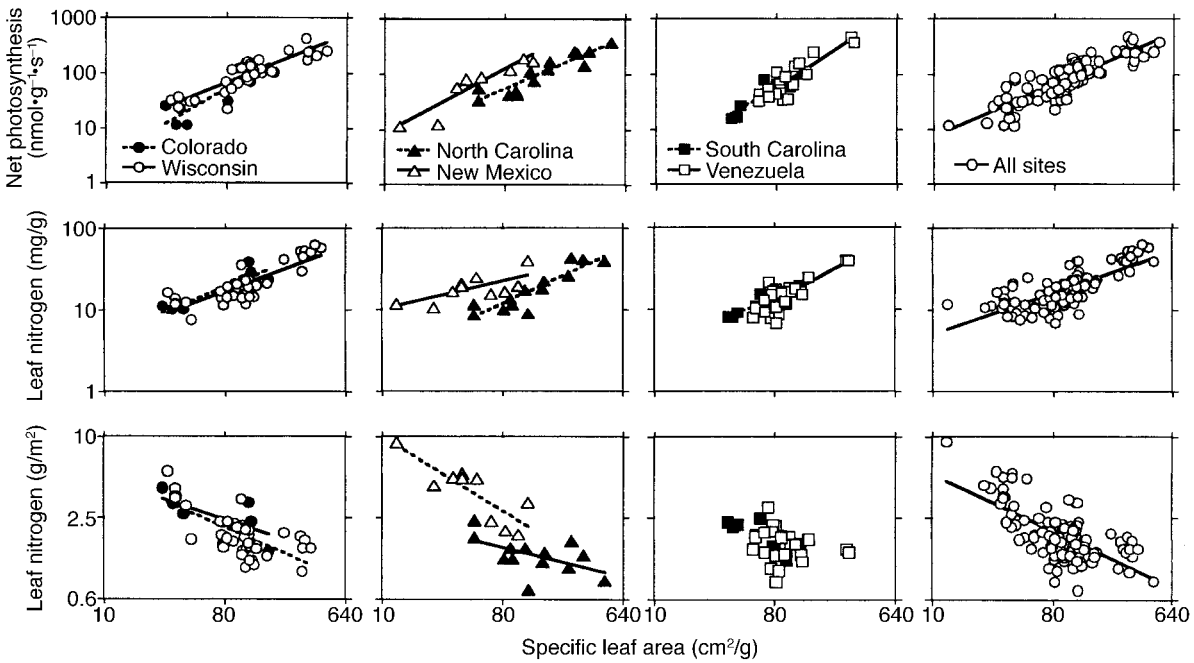 Net photosynthesis
(nmol•g⁻¹•s⁻¹)
1000
100
10
1
Colorado
Wisconsin
North Carolina
New Mexico
South Carolina
Venezuela
All sites
Leaf nitrogen (mg/g)
100
10
1
Leaf nitrogen (g/m²)
10
2.5
0.6
10 80 640
10 80 640
10 80 640
10 80 640
Specific leaf area (cm²/g)